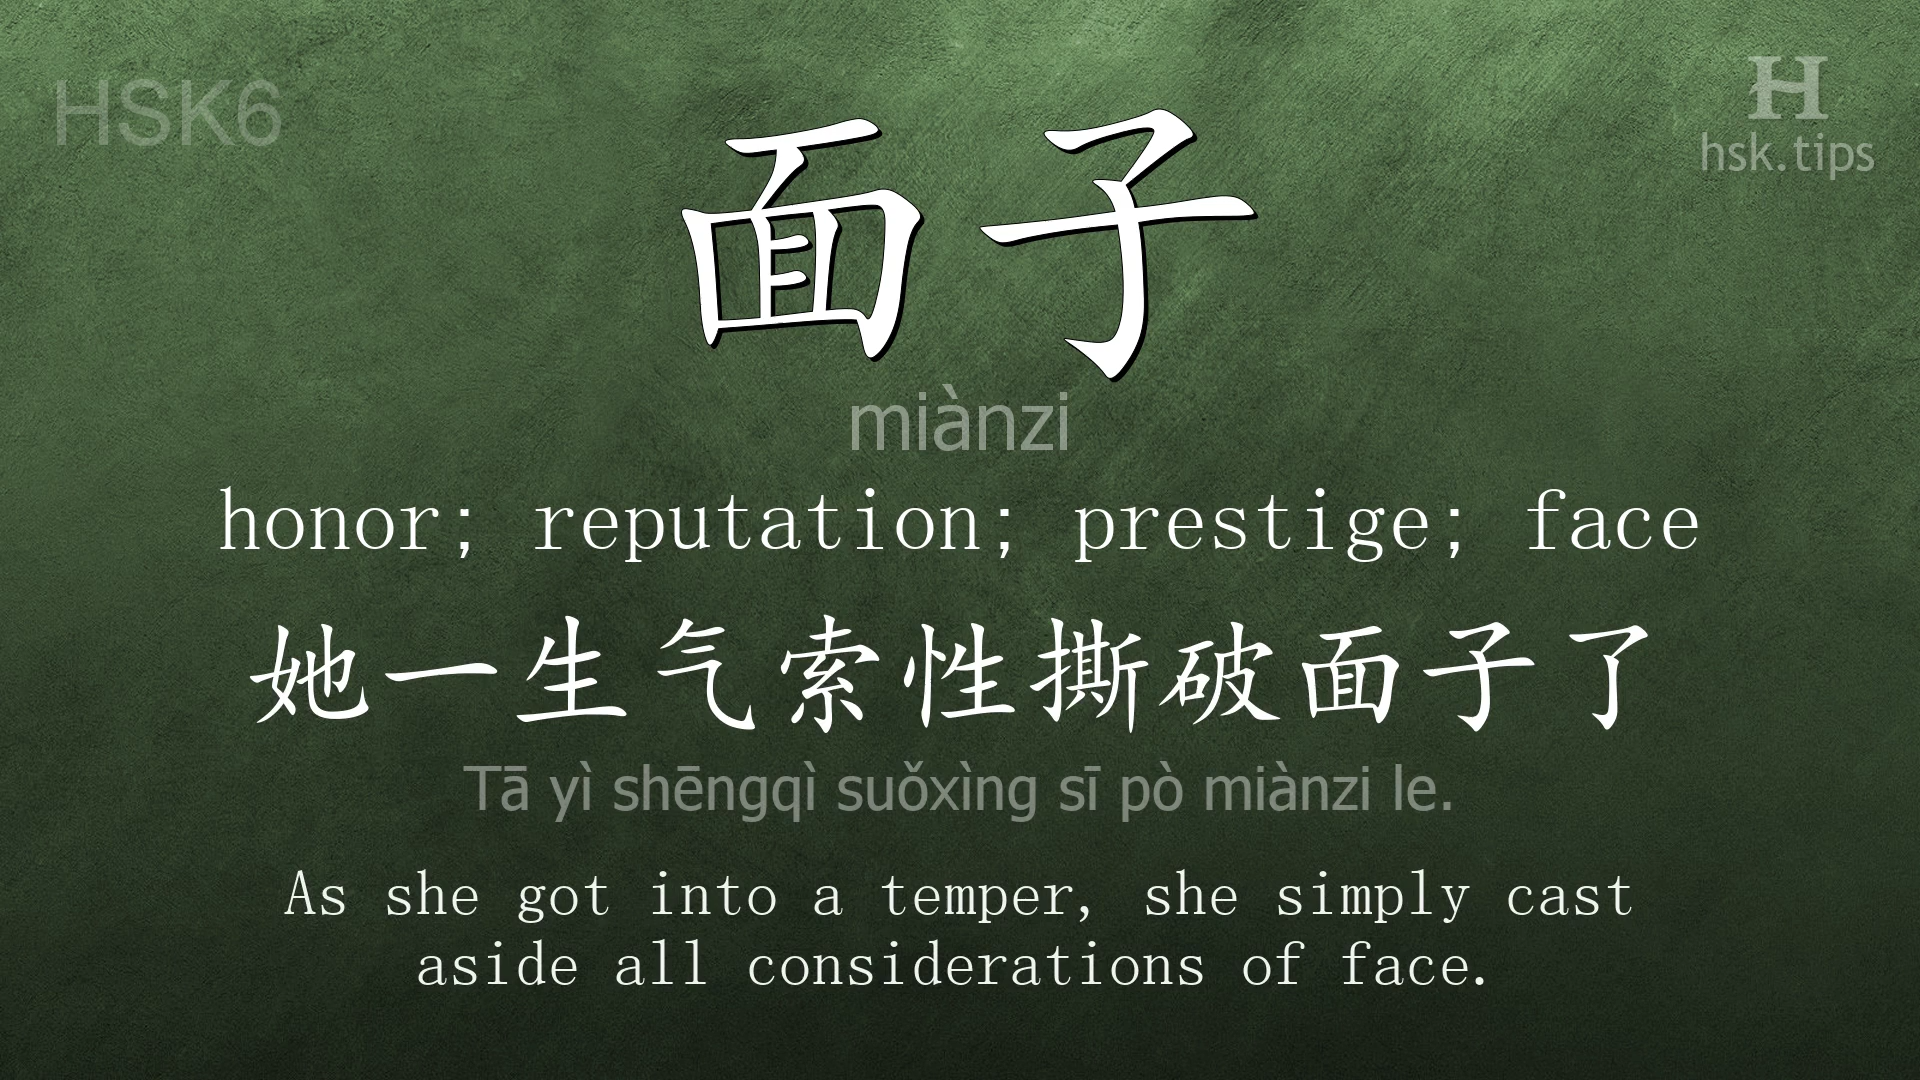 HSK6
H
hsk.tips
面子
miànzi
honor; reputation; prestige; face
她一生气索性撕破面子了
Tā yì shēngqì suǒxìng sī pò miànzi le.
As she got into a temper, she simply cast
aside all considerations of face.